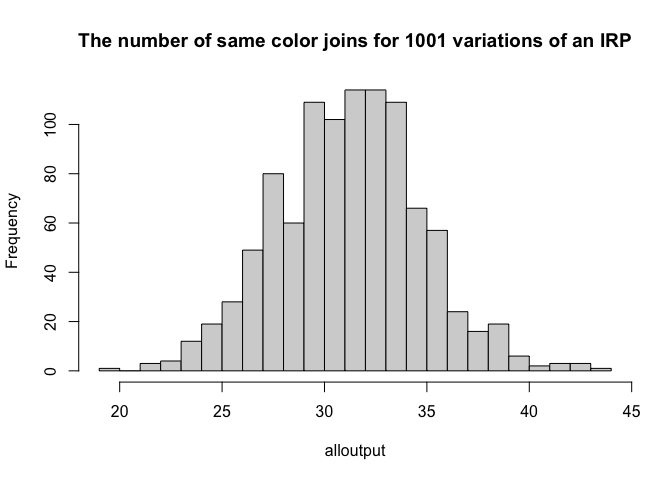 The number of same color joins for 1001 variations of an IRP
Frequency
100
80
60
40
20
0
20 25 30 35 40 45
alloutput